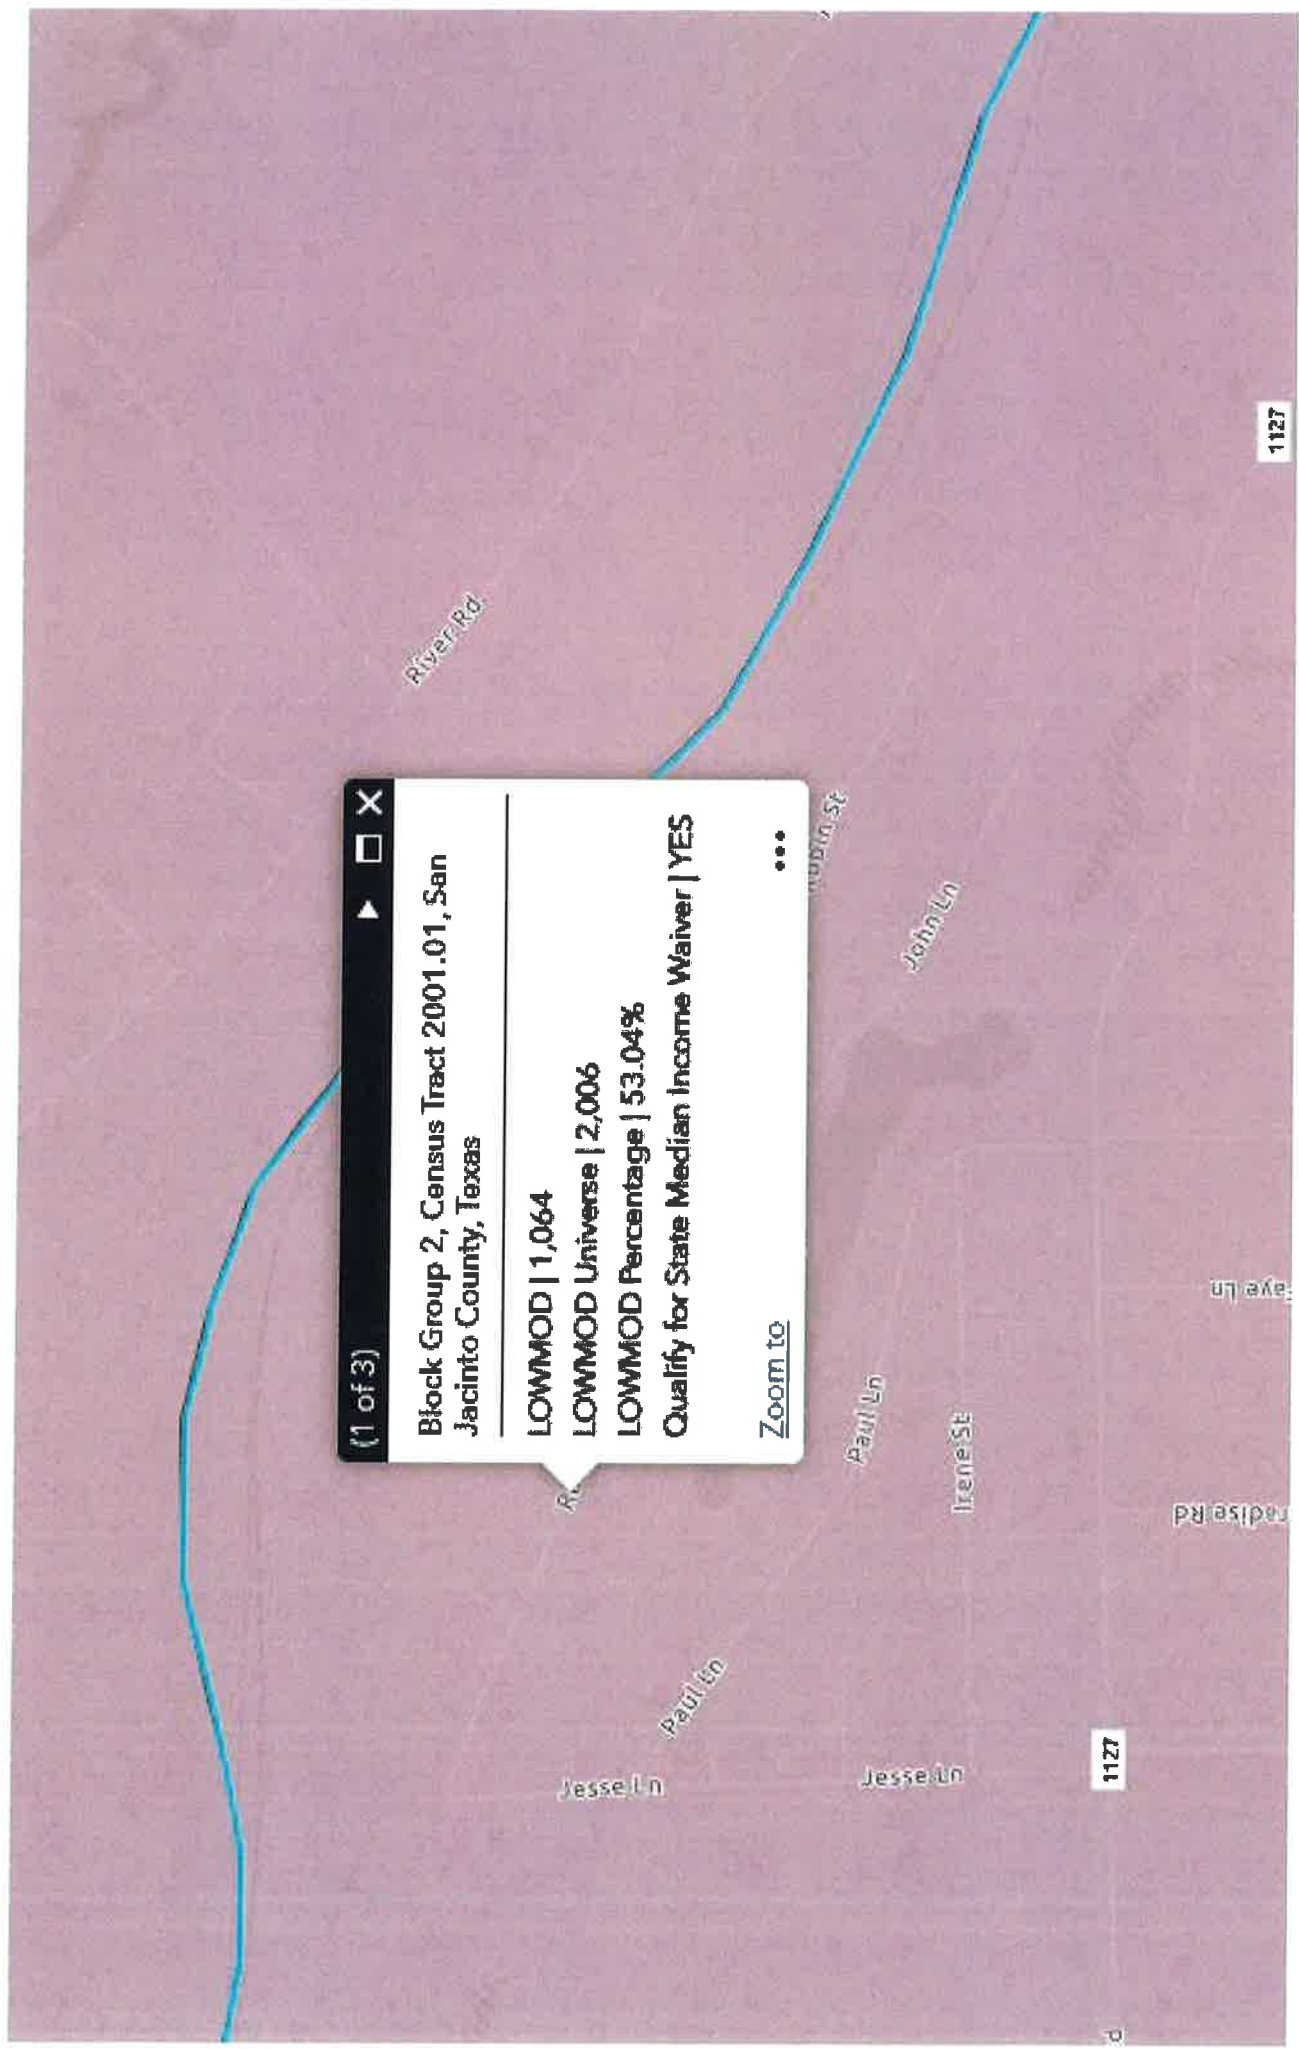 (1 of 3)
Block Group 2, Census Tract 2001.01, San
Jacinto County, Texas
LOWMOD | 1,064
LOWMOD Universe | 2,006
LOWMOD Percentage | 53.04%
Qualify for State Median Income Waiver | YES
Zoom to
River Rd
John Ln
Paul Ln
Irene St
Paul Ln
Jesse Ln
Jesse Ln
1127
1127